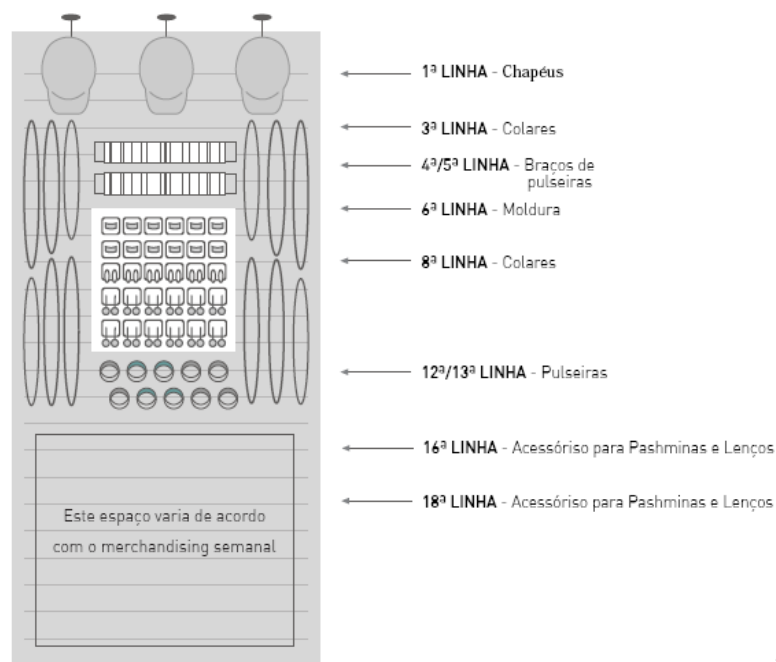 1ª LINHA - Chapéus
3ª LINHA - Colares
4ª/5ª LINHA - Braços de
pulseiras
6ª LINHA - Moldura
8ª LINHA - Colares
12ª/13ª LINHA - Pulseiras
16ª LINHA - Acessóriso para Pashminas e Lenços
18ª LINHA - Acessóriso para Pashminas e Lenços
Este espaço varia de acordo
com o merchandising semanal